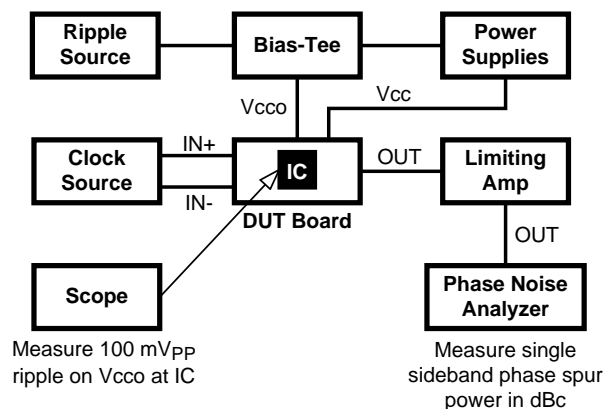 Ripple
Source
Bias-Tee
Power
Supplies
Vcco
Vcc
Clock
Source
IN+
IN-
IC
DUT Board
OUT
Limiting
Amp
OUT
Scope
Phase Noise
Analyzer
Measure 100 mVPP
ripple on Vcco at IC
Measure single
sideband phase spur
power in dBc